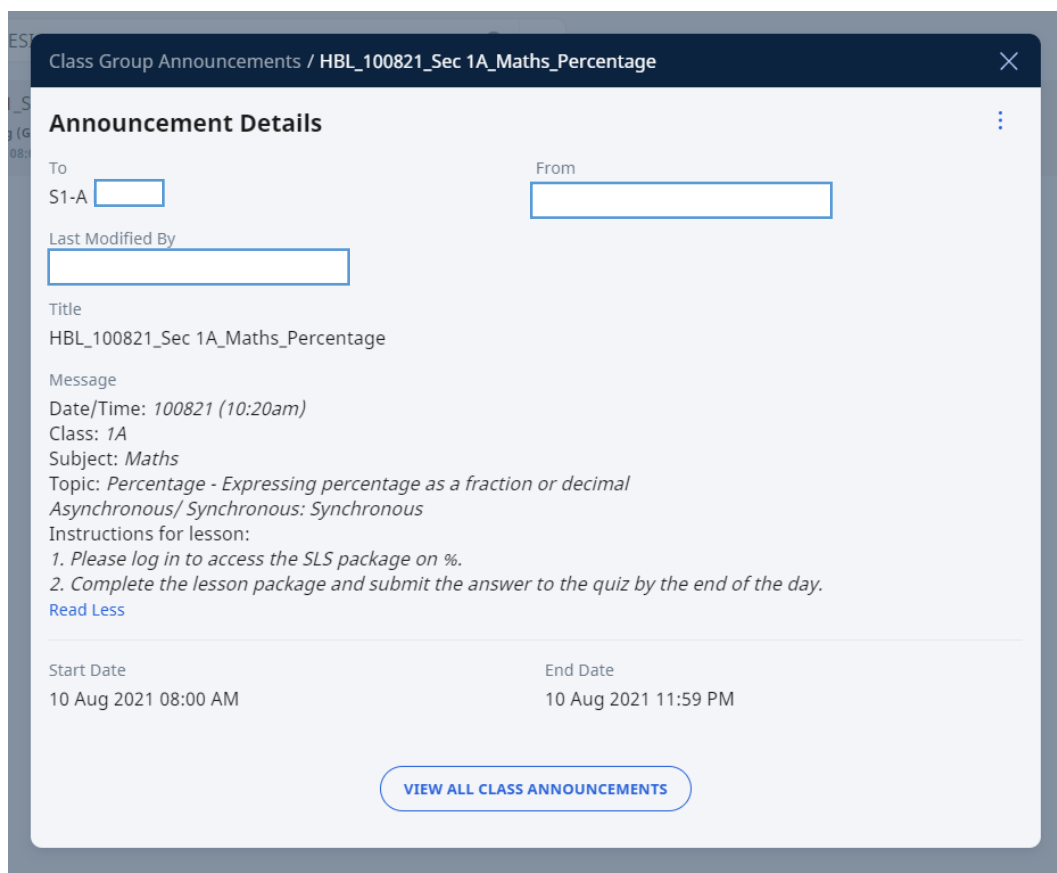 ESI
Class Group Announcements / HBL_100821_Sec 1A_Maths_Percentage
Announcement Details
To
From
S1-A
Last Modified By
Title
HBL_100821_Sec 1A_Maths_Percentage
Message
Date/Time: 100821 (10:20am)
Class: 1A
Subject: Maths
Topic: Percentage - Expressing percentage as a fraction or decimal
Asynchronous/ Synchronous: Synchronous
Instructions for lesson:
1. Please log in to access the SLS package on %.
2. Complete the lesson package and submit the answer to the quiz by the end of the day.
Read Less
Start Date
End Date
10 Aug 2021 08:00 AM
10 Aug 2021 11:59 PM
VIEW ALL CLASS ANNOUNCEMENTS